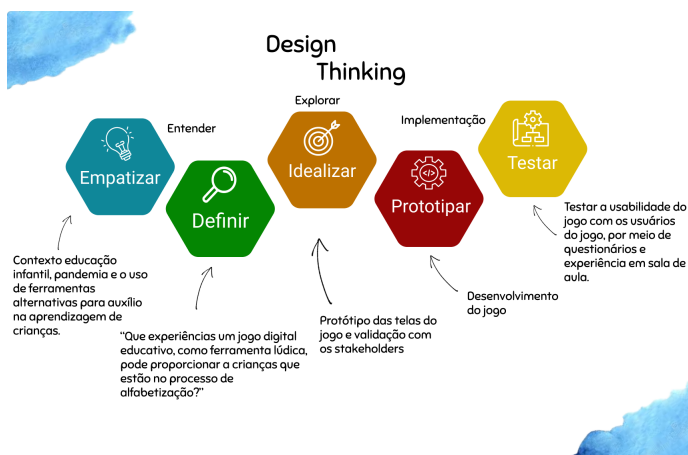 Design
Thinking
Entender
Explorar
Implementação
Empatizar
Definir
Idealizar
Prototipar
Testar
Contexto educação
infantil, pandemia e o uso
de ferramentas
alternativas para auxílio
na aprendizagem de
crianças.
"Que experiências um jogo digital
educativo, como ferramenta lúdica,
pode proporcionar a crianças que
estão no processo de
alfabetização?"
Protótipo das telas do
jogo e validação com
os stakeholders
Desenvolvimento
do jogo
Testar a usabilidade do
jogo com os usuários
do jogo, por meio de
questionários e
experiência em sala de
aula.